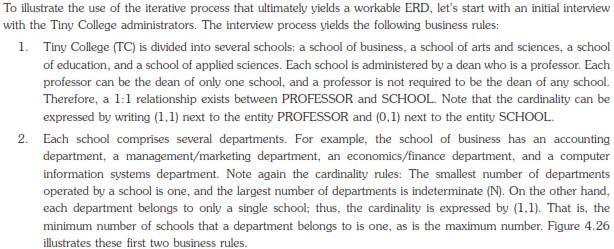 To illustrate the use of the iterative process that ultimately yields a workable ERD, let's start with an initial interview
with the Tiny College administrators. The interview process yields the following business rules:
1. Tiny College (TC) is divided into several schools: a school of business, a school of arts and sciences, a school
of education, and a school of applied sciences. Each school is administered by a dean who is a professor. Each
professor can be the dean of only one school, and a professor is not required to be the dean of any school.
Therefore, a 1:1 relationship exists between PROFESSOR and SCHOOL. Note that the cardinality can be
expressed by writing (1,1) next to the entity PROFESSOR and (0,1) next to the entity SCHOOL.
2. Each school comprises several departments. For example, the school of business has an accounting
department, a management/marketing department, an economics/finance department, and a computer
information systems department. Note again the cardinality rules: The smallest number of departments
operated by a school is one, and the largest number of departments is indeterminate (N). On the other hand,
each department belongs to only a single school; thus, the cardinality is expressed by (1,1). That is, the
minimum number of schools that a department belongs to is one, as is the maximum number. Figure 4.26
illustrates these first two business rules.